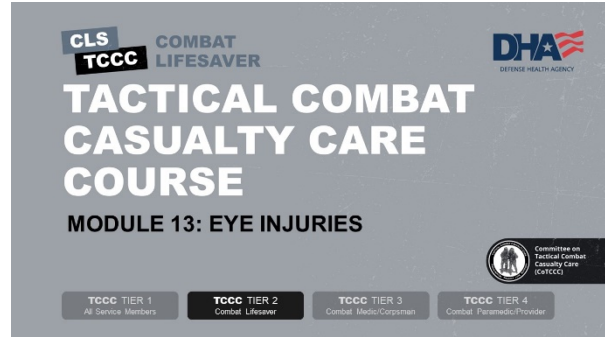 CLS
TCCC
COMBAT
LIFESAVER
DHA
DEFENSE HEALTH AGENCY
TACTICAL COMBAT
CASUALTY CARE
COURSE
MODULE 13: EYE INJURIES
Committee on
Tactical Combat
Casualty Care
(CoTCCC)
TCCC TIER 1
All Service Members
TCCC TIER 2
Combat Lifesaver
TCCC TIER 3
Combat Medic/Corpsman
TCCC TIER 4
Combat Paramedic/Provider